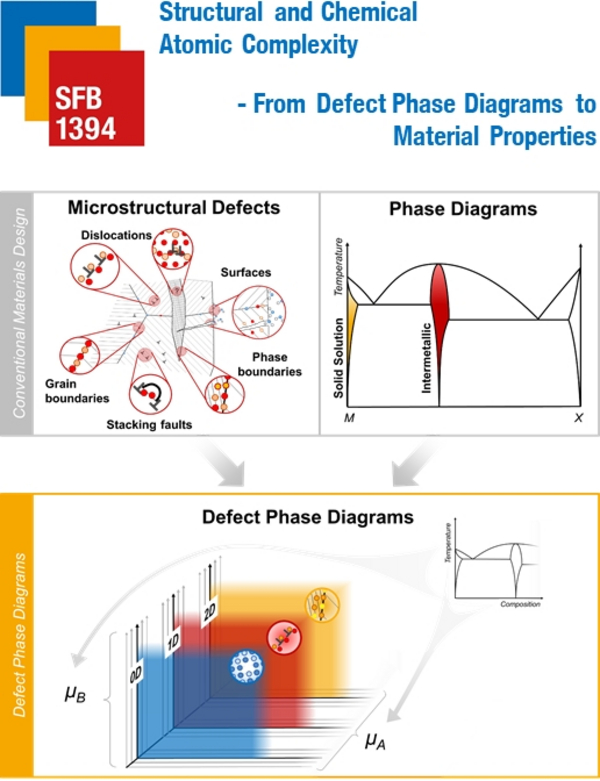 Structural and Chemical
Atomic Complexity
- From Defect Phase Diagrams to
Material Properties
SFB
1394
Conventional Materials Design
Microstructural Defects
Dislocations
Surfaces
Phase
boundaries
Grain
boundaries
Stacking faults
Phase Diagrams
Temperature
Solid Solution
Intermetallic
M
X
Defect Phase Diagrams
Defect Phase Diagrams
Temperature
Composition
2D
1D
0D
μB
μA